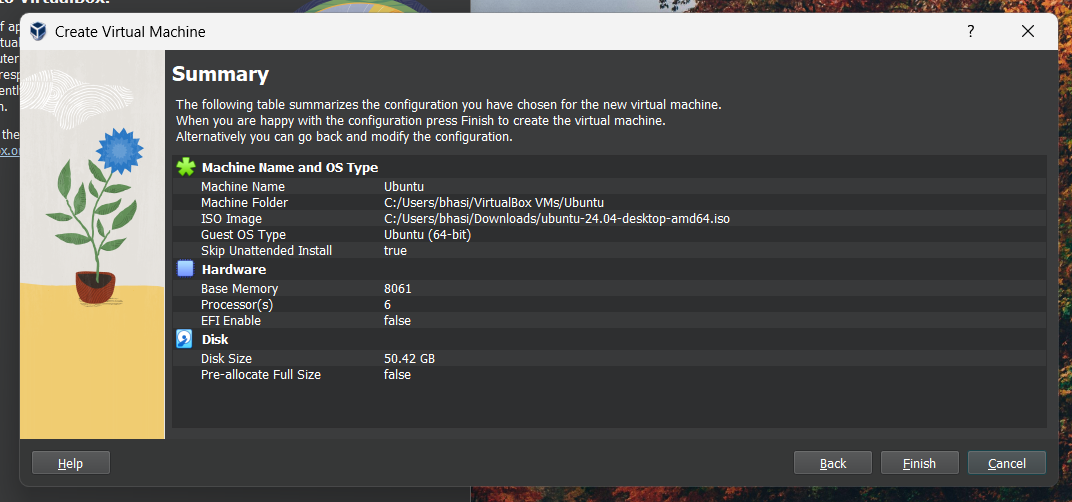 to VirtualBox.
Create Virtual Machine
?
Summary
The following table summarizes the configuration you have chosen for the new virtual machine.
When you are happy with the configuration press Finish to create the virtual machine.
Alternatively you can go back and modify the configuration.
Machine Name and OS Type
Machine Name Ubuntu
Machine Folder C:/Users/bhasi/VirtualBox VMs/Ubuntu
ISO Image C:/Users/bhasi/Downloads/ubuntu-24.04-desktop-amd64.iso
Guest OS Type Ubuntu (64-bit)
Skip Unattended Install true
Hardware
Base Memory 8061
Processor(s) 6
EFI Enable false
Disk
Disk Size 50.42 GB
Pre-allocate Full Size false
Help Back Finish Cancel